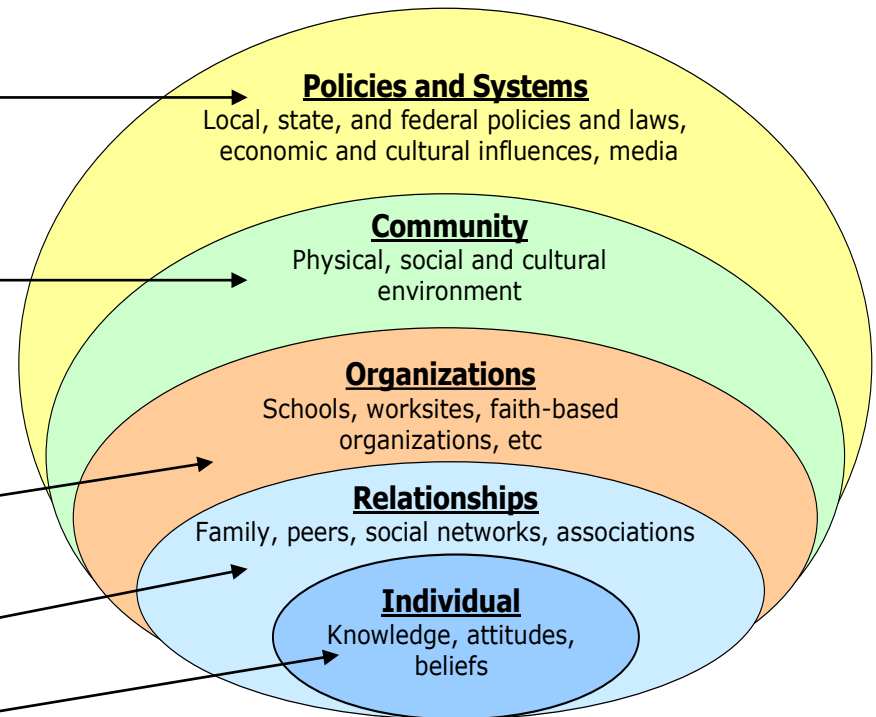 Policies and Systems
Local, state, and federal policies and laws,
economic and cultural influences, media
Community
Physical, social and cultural
environment
Organizations
Schools, worksites, faith-based
organizations, etc
Relationships
Family, peers, social networks, associations
Individual
Knowledge, attitudes,
beliefs